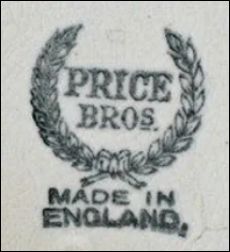 PRICE
BROS.
MADE IN
ENGLAND.